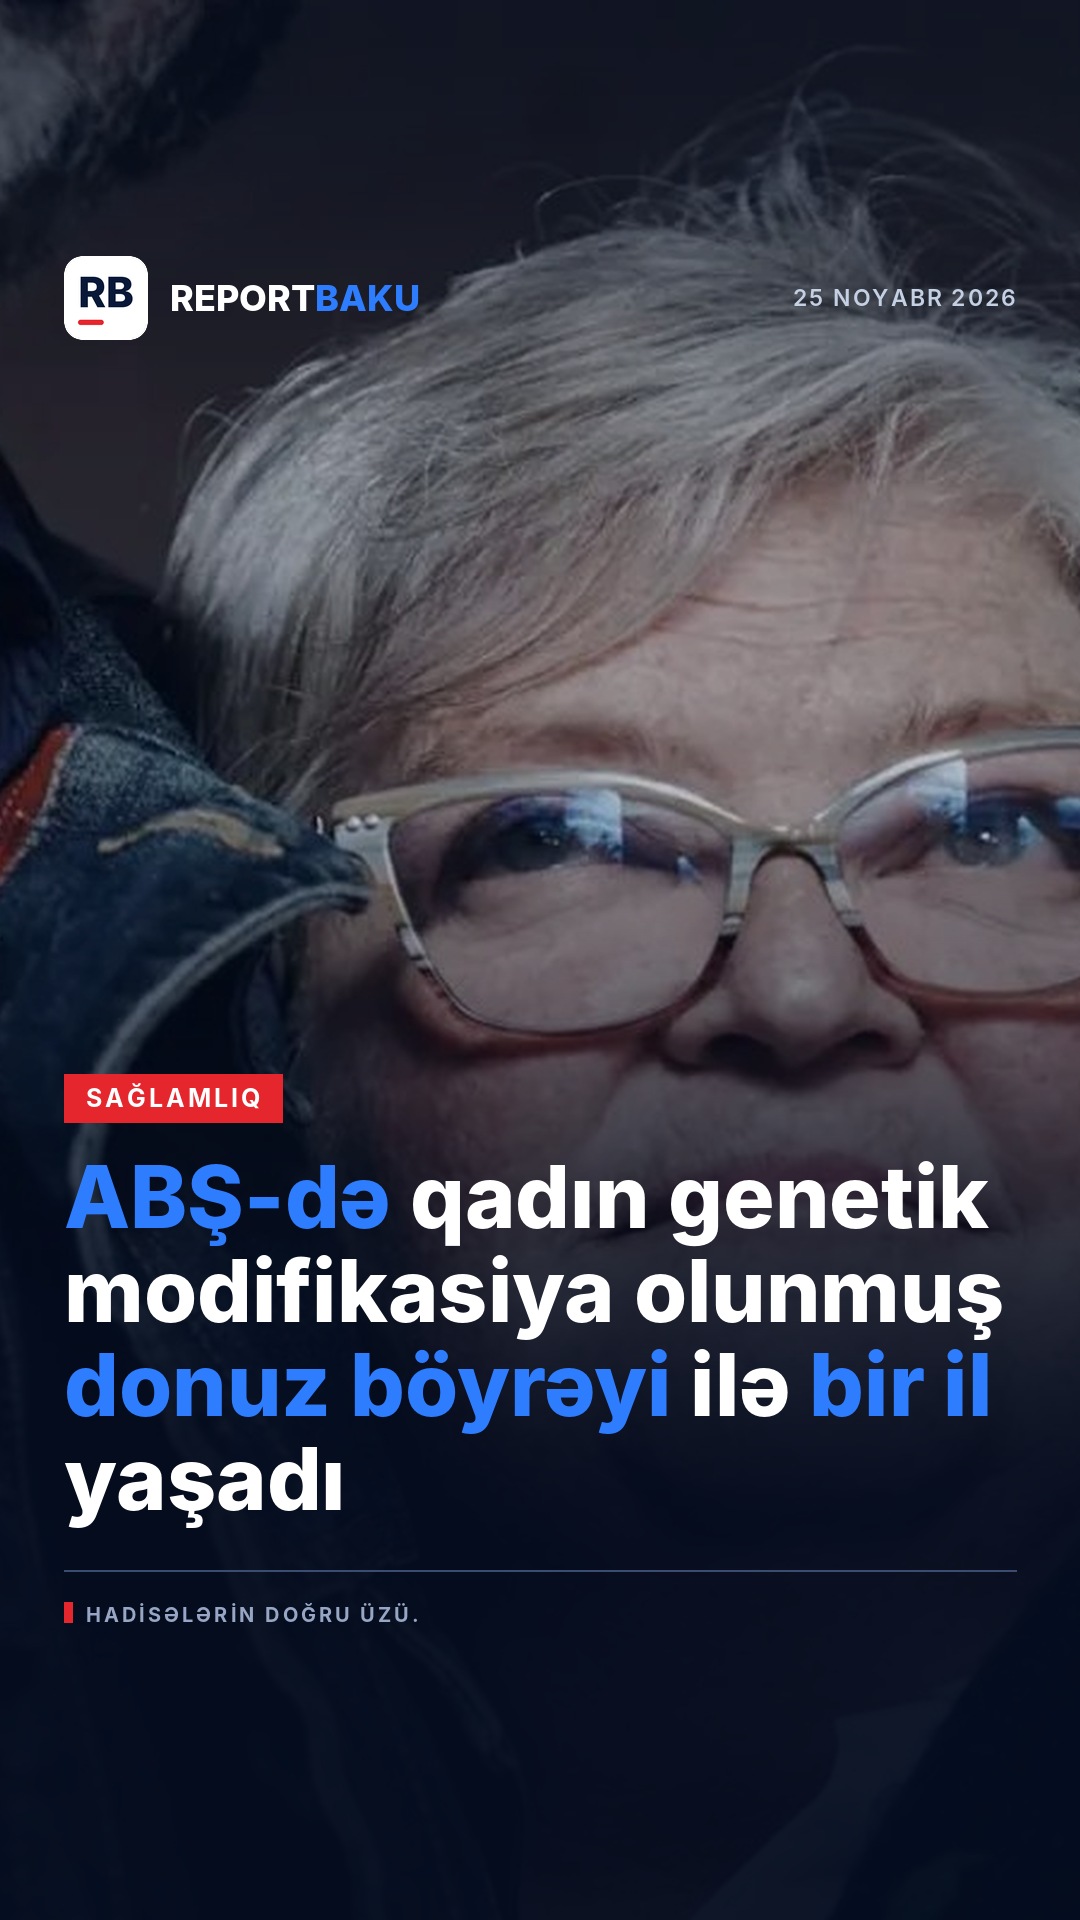 RB
REPORTBAKU
25 NOYABR 2026
SAĞLAMLIQ
ABŞ-də qadın genetik
modifikasiya olunmuş
donuz böyrəyi ilə bir il
yaşadı
HADİSƏLƏRİN DOĞRU ÜZÜ.